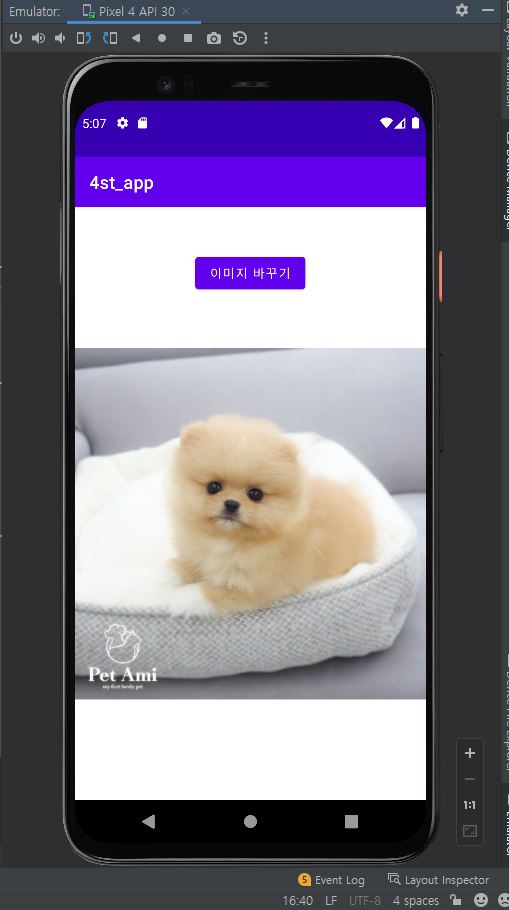 Emulator: Pixel 4 API 30
5:07
4st_app
이미지 바꾸기
Pet Ami
my first lovely pet
1:1
5 Event Log Layout Inspector
16:40 LF UTF-8 4 spaces